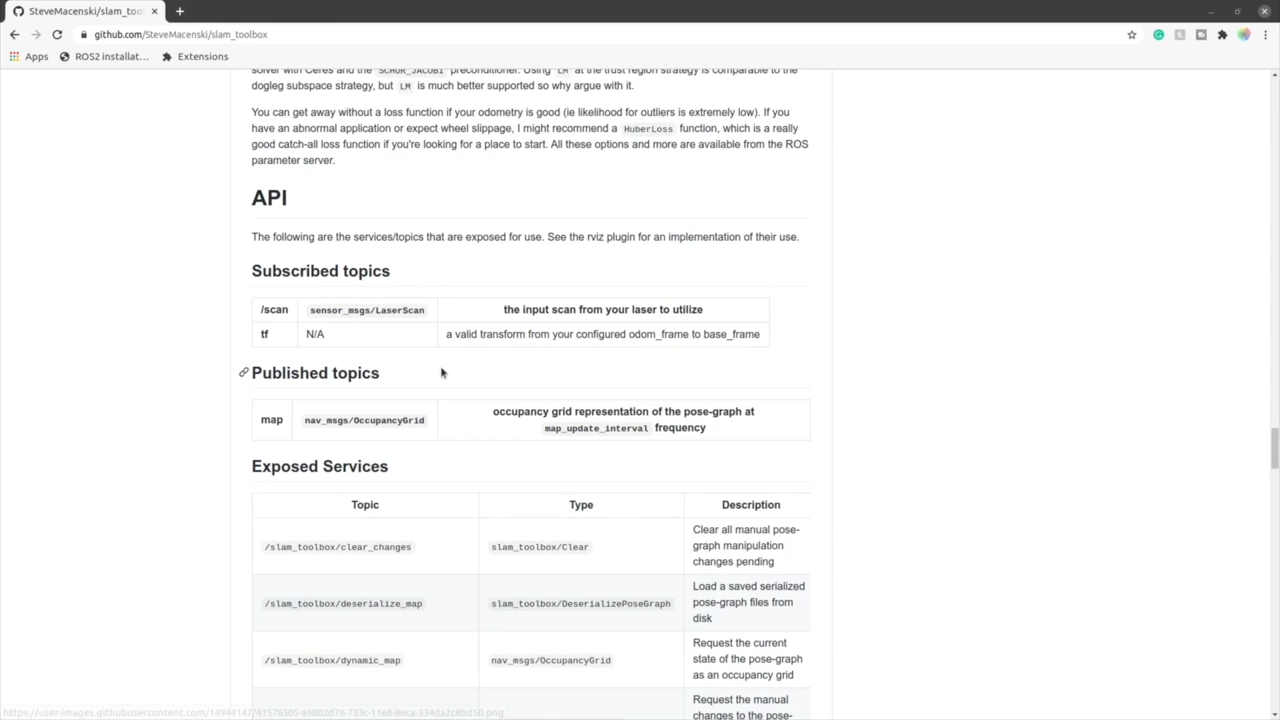 SteveMacenski/slam_too
github.com/SteveMacenski/slam_toolbox
Apps ROS2 installat... Extensions
solver with Ceres and the SCHUR_JACOBI preconditioner. Using LM at the trust region strategy is comparable to the
dogleg subspace strategy, but LM is much better supported so why argue with it.
You can get away without a loss function if your odometry is good (ie likelihood for outliers is extremely low). If you
have an abnormal application or expect wheel slippage, I might recommend a HuberLoss function, which is a really
good catch-all loss function if you're looking for a place to start. All these options and more are available from the ROS
parameter server.
API
The following are the services/topics that are exposed for use. See the rviz plugin for an implementation of their use.
Subscribed topics
/scan sensor_msgs/LaserScan the input scan from your laser to utilize
tf N/A a valid transform from your configured odom_frame to base_frame
Published topics
map nav_msgs/OccupancyGrid occupancy grid representation of the pose-graph at
map_update_interval frequency
Exposed Services
Topic Type Description
/slam_toolbox/clear_changes slam_toolbox/Clear Clear all manual pose-
graph manipulation
changes pending
/slam_toolbox/deserialize_map slam_toolbox/DeserializePoseGraph Load a saved serialized
pose-graph files from
disk
/slam_toolbox/dynamic_map nav_msgs/OccupancyGrid Request the current
state of the pose-graph
as an occupancy grid
Request the manual
changes to the pose-